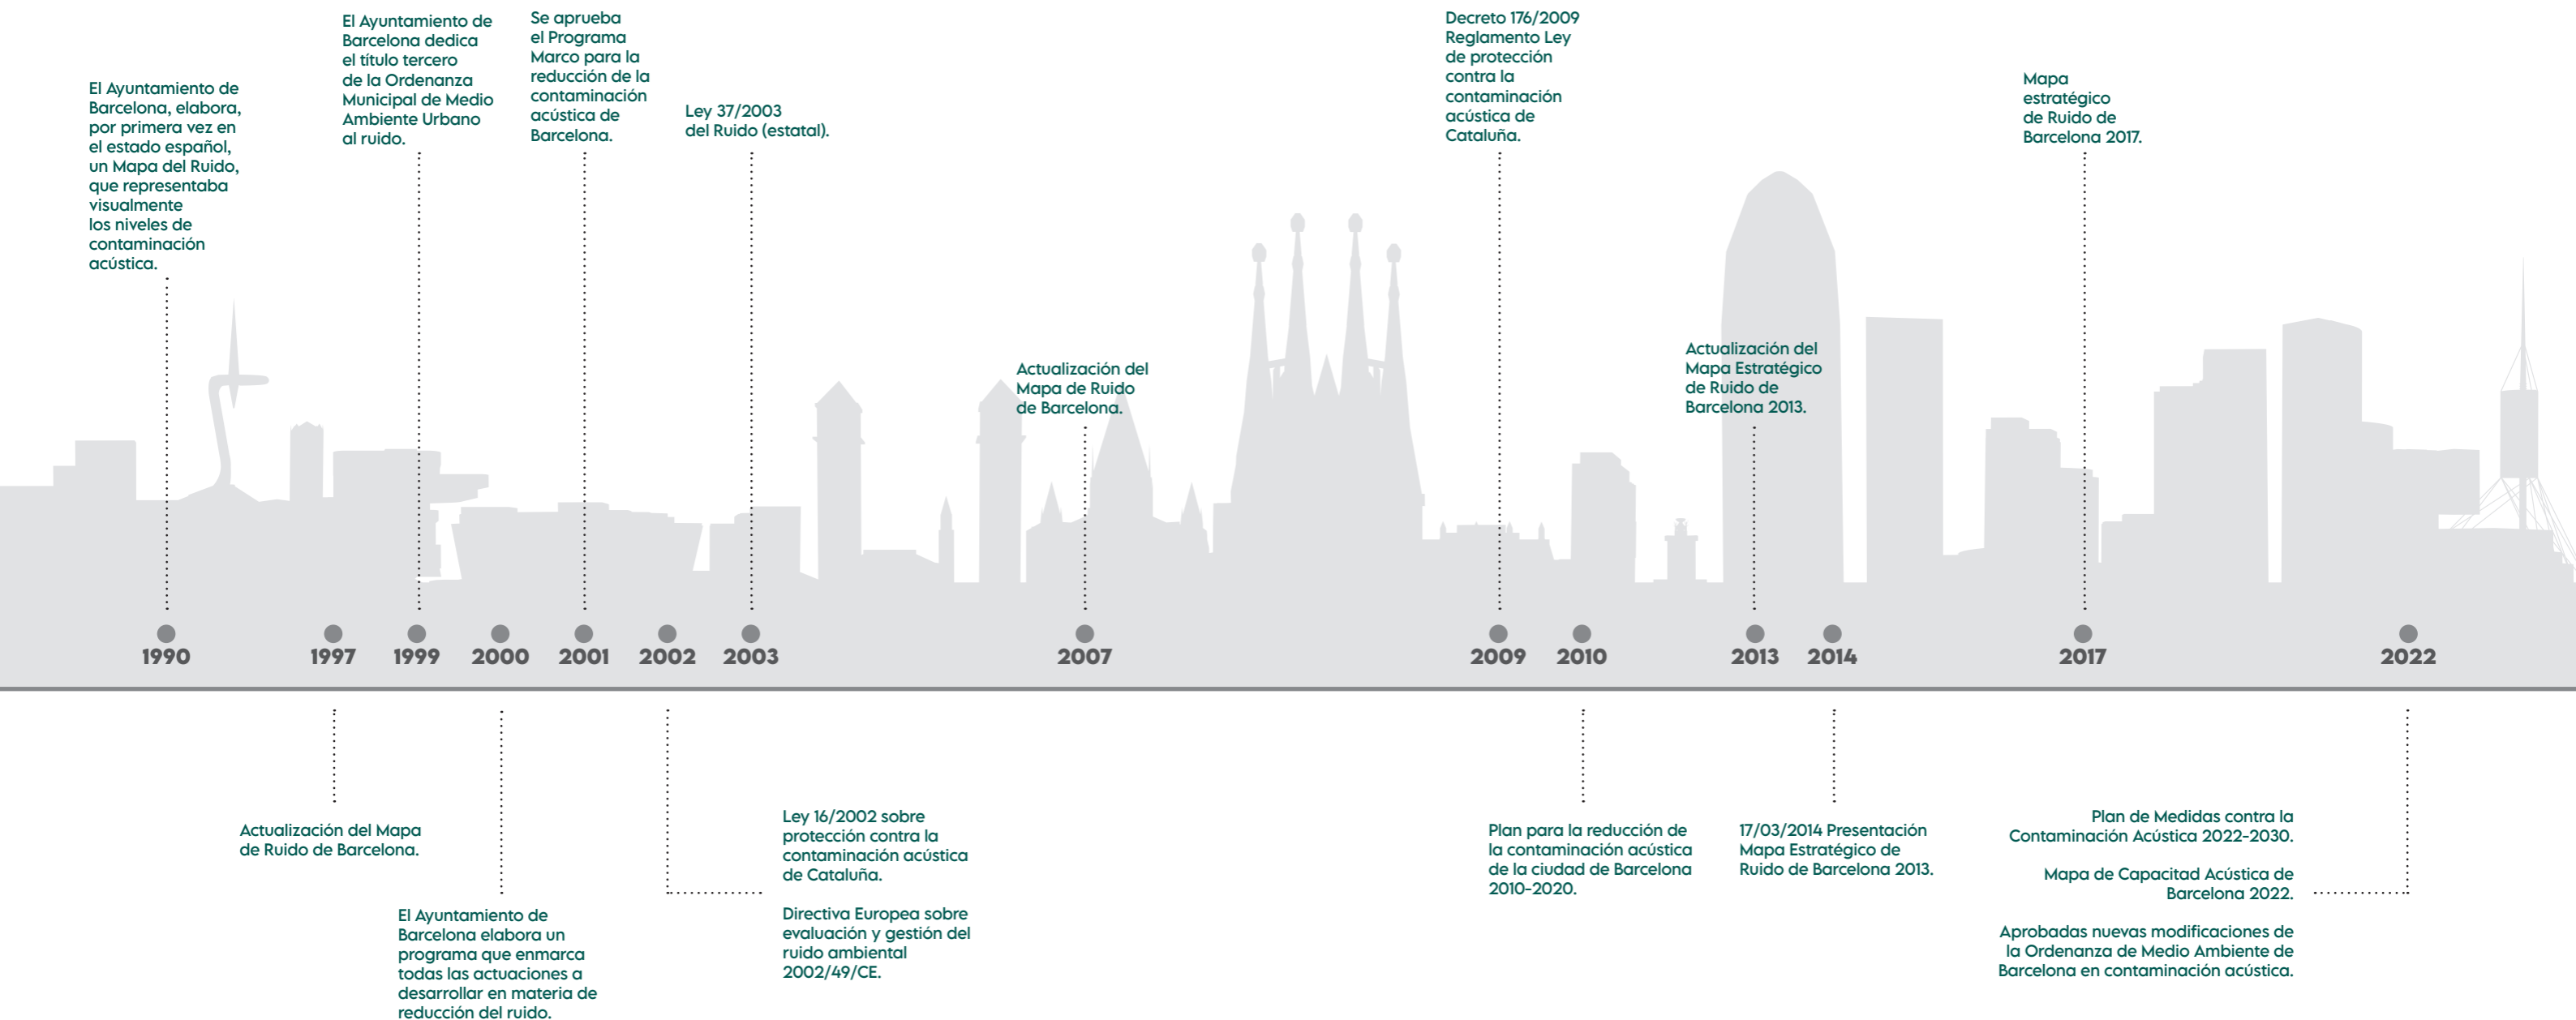 El Ayuntamiento de
Barcelona, elabora,
por primera vez en
el estado español,
un Mapa del Ruido,
que representaba
visualmente
los niveles de
contaminación
acústica.
El Ayuntamiento de
Barcelona dedica
el título tercero
de la Ordenanza
Municipal de Medio
Ambiente Urbano
al ruido.
Se aprueba
el Programa
Marco para la
reducción de la
contaminación
acústica de
Barcelona.
Ley 37/2003
del Ruido (estatal).
Actualización del
Mapa de Ruido
de Barcelona.
Decreto 176/2009
Reglamento Ley
de protección
contra la
contaminación
acústica de
Cataluña.
Actualización del
Mapa Estratégico
de Ruido de
Barcelona 2013.
Mapa
estratégico
de Ruido de
Barcelona 2017.
1990 1997 1999 2000 2001 2002 2003 2007 2009 2010 2013 2014 2017 2022
Actualización del Mapa
de Ruido de Barcelona.
El Ayuntamiento de
Barcelona elabora un
programa que enmarca
todas las actuaciones a
desarrollar en materia de
reducción del ruido.
Ley 16/2002 sobre
protección contra la
contaminación acústica
de Cataluña.
Directiva Europea sobre
evaluación y gestión del
ruido ambiental
2002/49/CE.
Plan para la reducción de
la contaminación acústica
de la ciudad de Barcelona
2010-2020.
17/03/2014 Presentación
Mapa Estratégico de
Ruido de Barcelona 2013.
Plan de Medidas contra la
Contaminación Acústica 2022-2030.
Mapa de Capacitad Acústica de
Barcelona 2022.
Aprobadas nuevas modificaciones de
la Ordenanza de Medio Ambiente de
Barcelona en contaminación acústica.